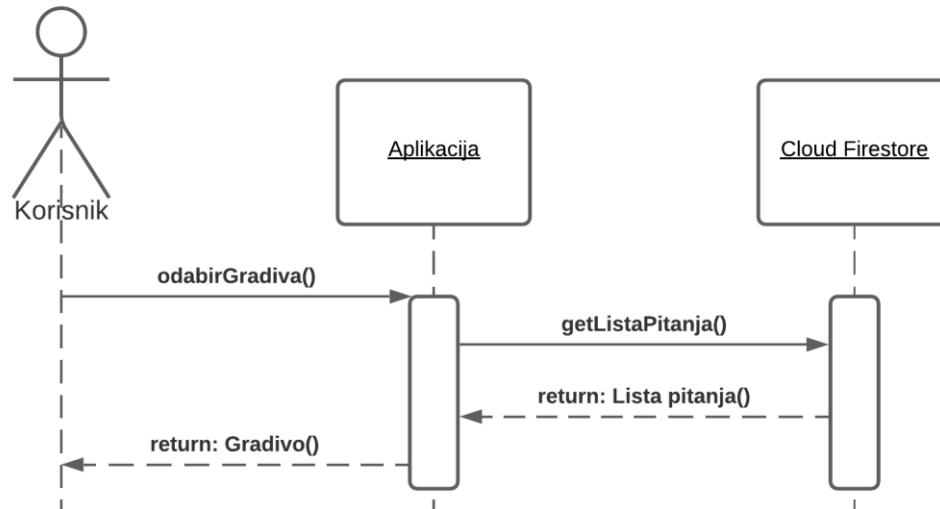 Korisnik
Aplikacija
Cloud Firestore
odabirGradiva()
getListaPitanja()
return: Lista pitanja()
return: Gradivo()